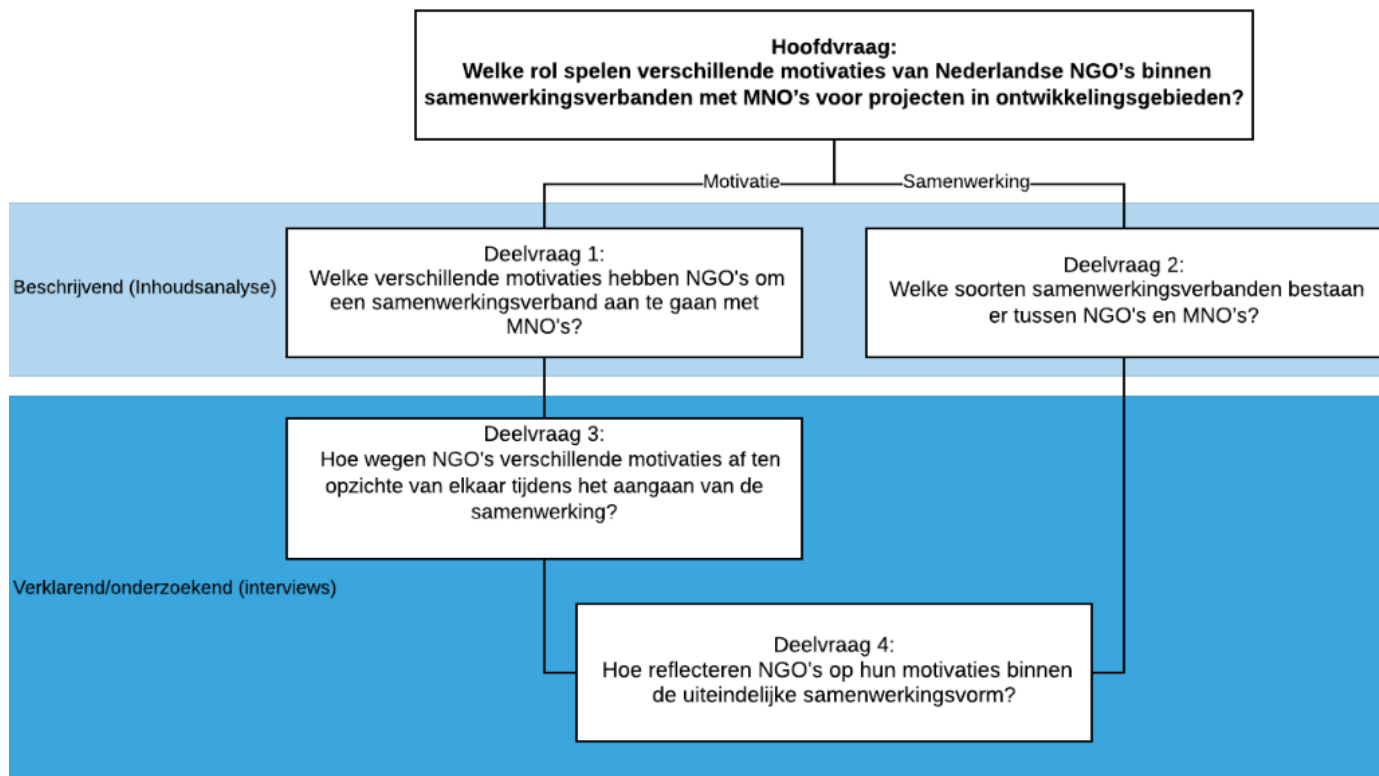 Hoofdvraag:
Welke rol spelen verschillende motivaties van Nederlandse NGO's binnen
samenwerkingsverbanden met MNO's voor projecten in ontwikkelingsgebieden?
Motivatie
Samenwerking
Beschrijvend (Inhoudsanalyse)
Deelvraag 1:
Welke verschillende motivaties hebben NGO's om
een samenwerkingsverband aan te gaan met
MNO's?
Deelvraag 2:
Welke soorten samenwerkingsverbanden bestaan
er tussen NGO's en MNO's?
Deelvraag 3:
Hoe wegen NGO's verschillende motivaties af ten
opzichte van elkaar tijdens het aangaan van de
samenwerking?
Verklarend/onderzoekend (interviews)
Deelvraag 4:
Hoe reflecteren NGO's op hun motivaties binnen
de uiteindelijke samenwerkingsvorm?